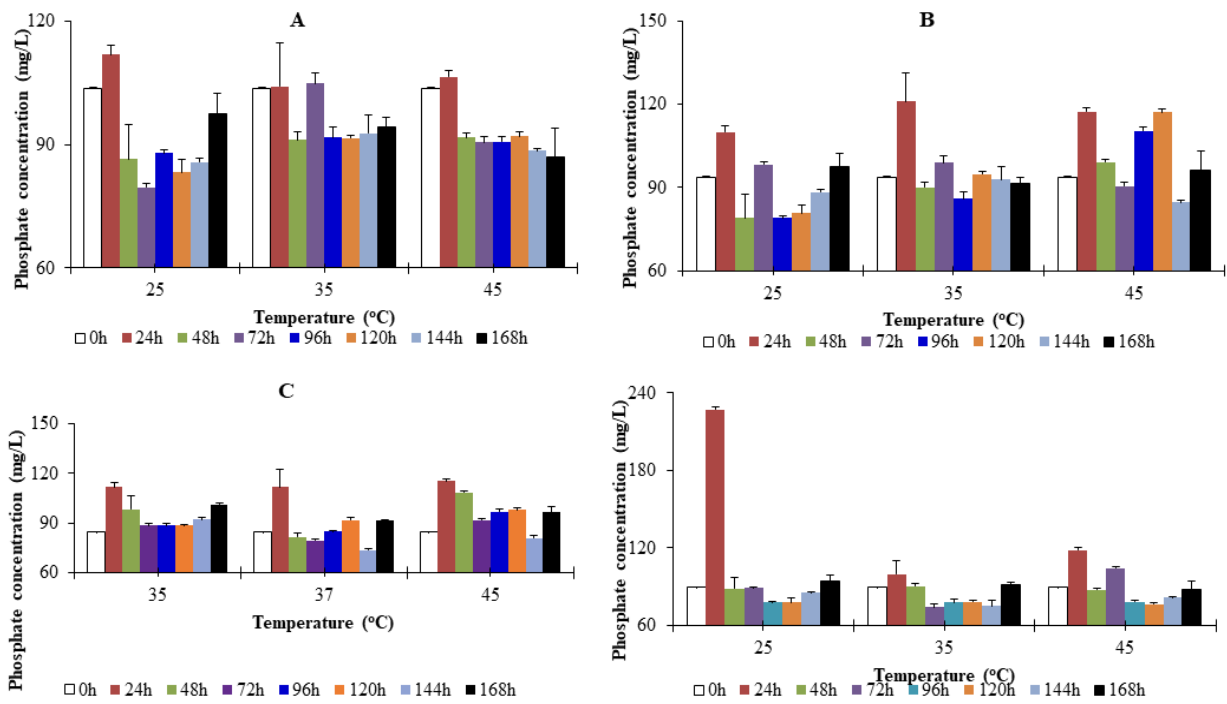 A
Phosphate concentration (mg/L)
120
90
60
25 35 45
Temperature (°C)
0h 24h 48h 72h 96h 120h 144h 168h
B
Phosphate concentration (mg/L)
150
120
90
60
25 35 45
Temperature (°C)
0h 24h 48h 72h 96h 120h 144h 168h
C
Phosphate concentration (mg/L)
150
120
90
60
35 37 45
Temperature (°C)
0h 24h 48h 72h 96h 120h 144h 168h
Phosphate concentration (mg/L)
240
180
120
60
25 35 45
Temperature (°C)
0h 24h 48h 72h 96h 120h 144h 168h